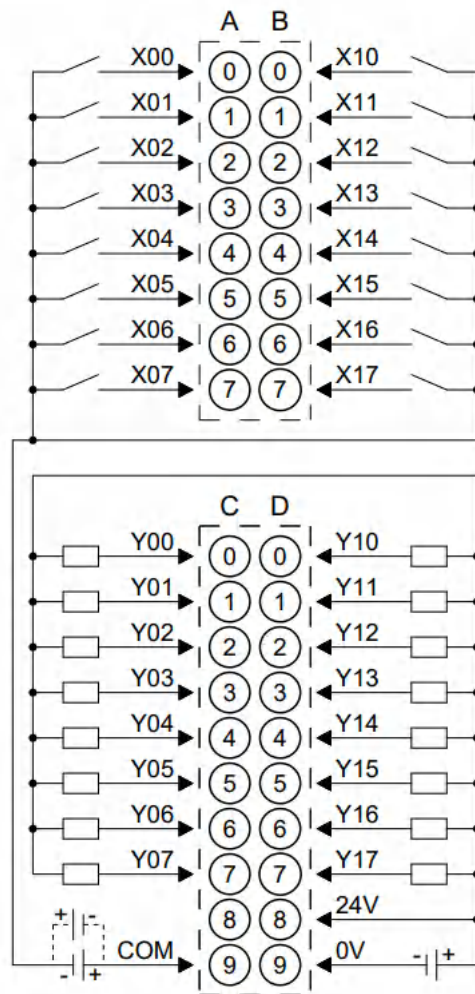 A B
X00 0 0 X10
X01 1 1 X11
X02 2 2 X12
X03 3 3 X13
X04 4 4 X14
X05 5 5 X15
X06 6 6 X16
X07 7 7 X17
C D
Y00 0 0 Y10
Y01 1 1 Y11
Y02 2 2 Y12
Y03 3 3 Y13
Y04 4 4 Y14
Y05 5 5 Y15
Y06 6 6 Y16
Y07 7 7 Y17
+ - 8 8 24V
- + COM 9 9 0V - +